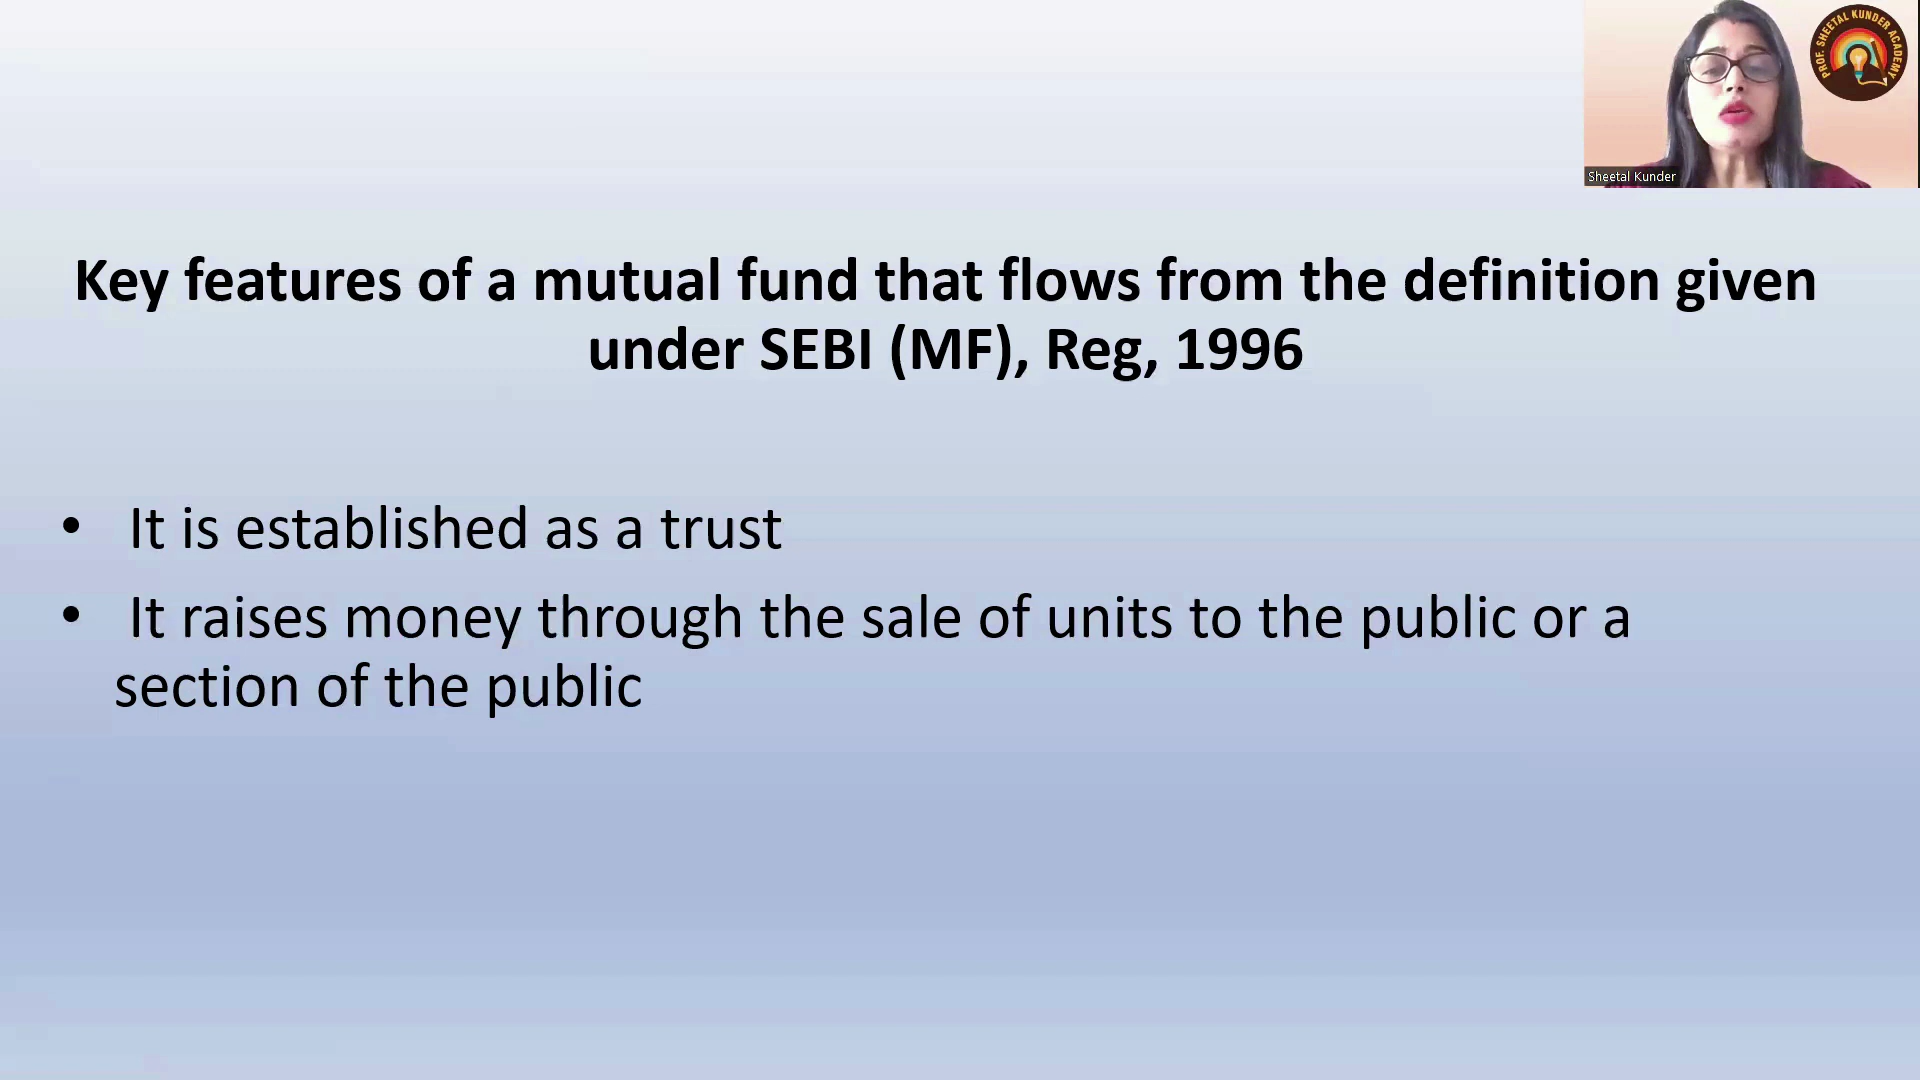 PROF. SHEETAL KUNDER ACADEMY
Sheetal Kunder
Key features of a mutual fund that flows from the definition given
under SEBI (MF), Reg, 1996
• It is established as a trust
• It raises money through the sale of units to the public or a
section of the public